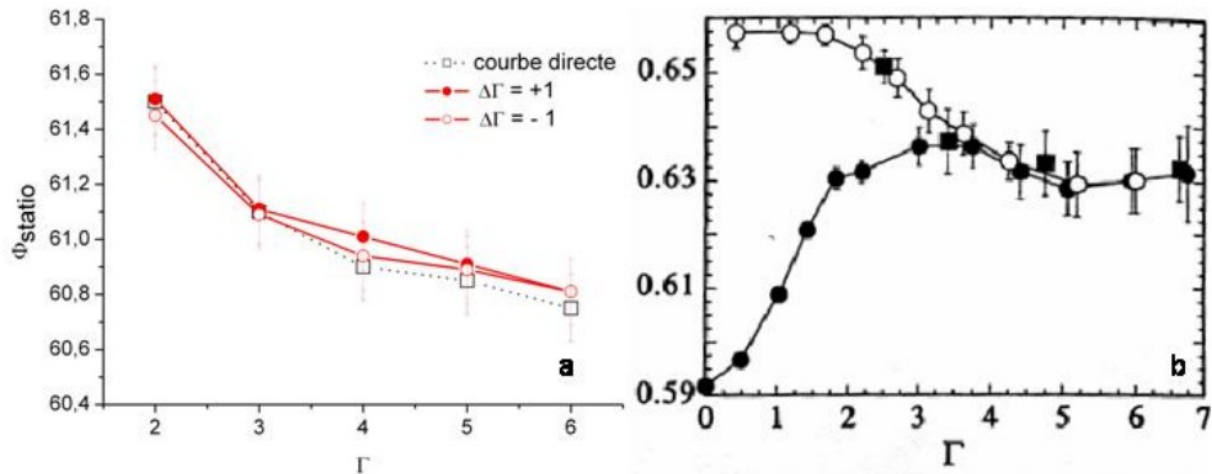 61,8
61,6
61,4
61,2
61,0
60,8
60,6
60,4
Φstatio
courbe directe
ΔΓ = +1
ΔΓ = - 1
a
2 3 4 5 6
Γ
0.65
0.63
0.61
0.59
b
0 1 2 3 4 5 6 7
Γ